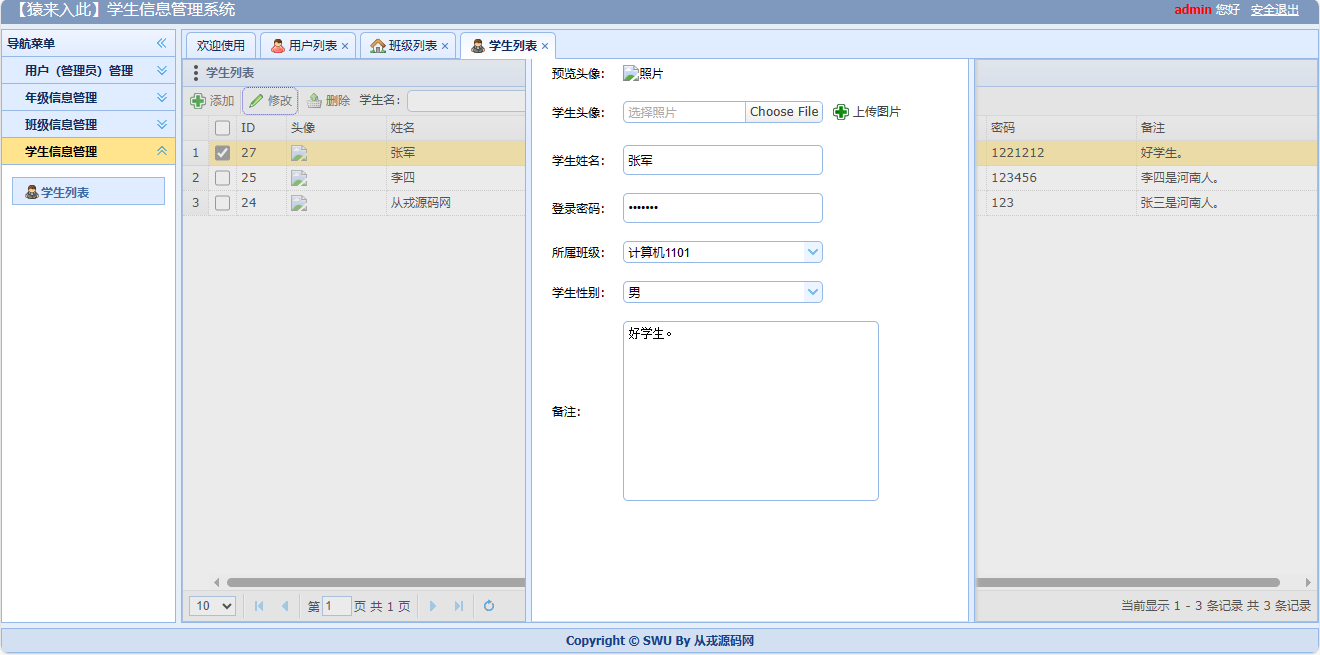 【猿来入此】学生信息管理系统
admin 您好 安全退出
导航菜单
用户（管理员）管理
年级信息管理
班级信息管理
学生信息管理
学生列表
欢迎使用 用户列表 班级列表 学生列表
学生列表
添加 修改 删除 学生名：
ID 头像 姓名
1 27 张军
2 25 李四
3 24 从戎源码网
预览头像： 照片
学生头像： 选择照片 Choose File 上传图片
学生姓名： 张军
登录密码： •••••••
所属班级： 计算机1101
学生性别： 男
备注： 好学生。
密码 备注
1221212 好学生。
123456 李四是河南人。
123 张三是河南人。
10 第 1 页 共 1 页
当前显示 1 - 3 条记录 共 3 条记录
Copyright © SWU By 从戎源码网